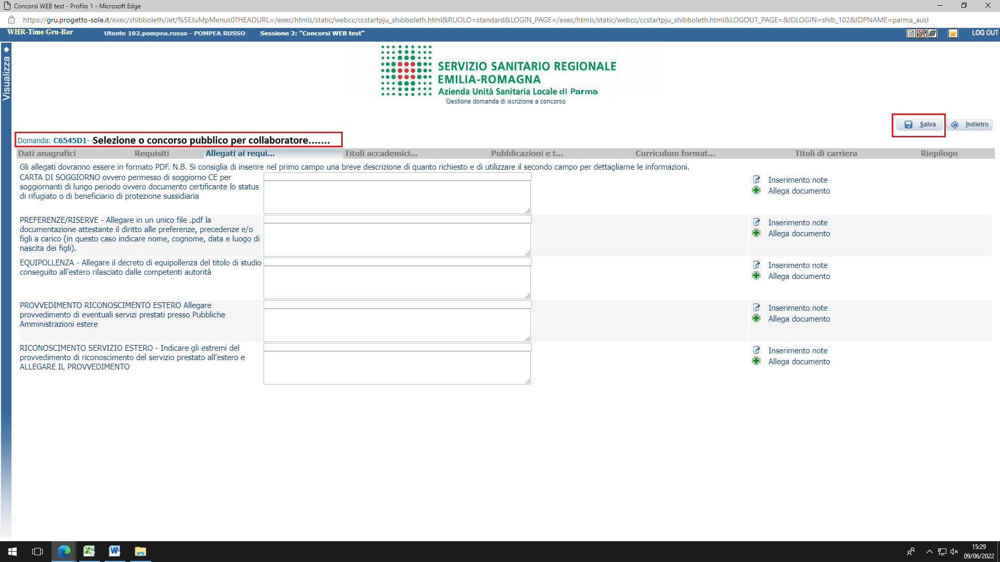 Concorsi WEB test - Profilo 1 - Microsoft Edge
https://gru.progetto-sole.it/exec/shibboleth/Jet/%5EJuMpMenus0?HEADURL=/exec/htmls/static/webcc/ccstartpju_shibboleth.html&RUOLO=standard&LOGIN_PAGE=/exec/htmls/static/webcc/ccstartpju_shibboleth.html&LOGOUT_PAGE=&IDLOGIN=shib_102&IDPNAME=parma_ausl
WHR-Time Gru-Rer Utente 102.pompea.russo - POMPEA RUSSO Sessione 2: "Concorsi WEB test" LOG OUT
Visualizza
SERVIZIO SANITARIO REGIONALE
EMILIA-ROMAGNA
Azienda Unità Sanitaria Locale di Parma
Gestione domanda di iscrizione a concorso
Salva Indietro
Domanda: C6545D1- Selezione o concorso pubblico per collaboratore.......
Dati anagrafici Requisiti Allegati ai requi... Titoli accademici... Pubblicazioni e t... Curriculum format... Titoli di carriera Riepilogo
Gli allegati dovranno essere in formato PDF. N.B. Si consiglia di inserire nel primo campo una breve descrizione di quanto richiesto e di utilizzare il secondo campo per dettagliarne le informazioni.
CARTA DI SOGGIORNO ovvero permesso di soggiorno CE per
soggiornanti di lungo periodo ovvero documento certificante lo status
di rifugiato o di beneficiario di protezione sussidiaria
Inserimento note
Allega documento
PREFERENZE/RISERVE - Allegare in un unico file .pdf la
documentazione attestante il diritto alle preferenze, precedenze e/o
figli a carico (in questo caso indicare nome, cognome, data e luogo di
nascita dei figli).
Inserimento note
Allega documento
EQUIPOLLENZA - Allegare il decreto di equipollenza del titolo di studio
conseguito all'estero rilasciato dalle competenti autorità
Inserimento note
Allega documento
PROVVEDIMENTO RICONOSCIMENTO ESTERO Allegare
provvedimento di eventuali servizi prestati presso Pubbliche
Amministrazioni estere
Inserimento note
Allega documento
RICONOSCIMENTO SERVIZIO ESTERO - Indicare gli estremi del
provvedimento di riconoscimento del servizio prestato all'estero e
ALLEGARE IL PROVVEDIMENTO
Inserimento note
Allega documento
15:29
09/06/2022